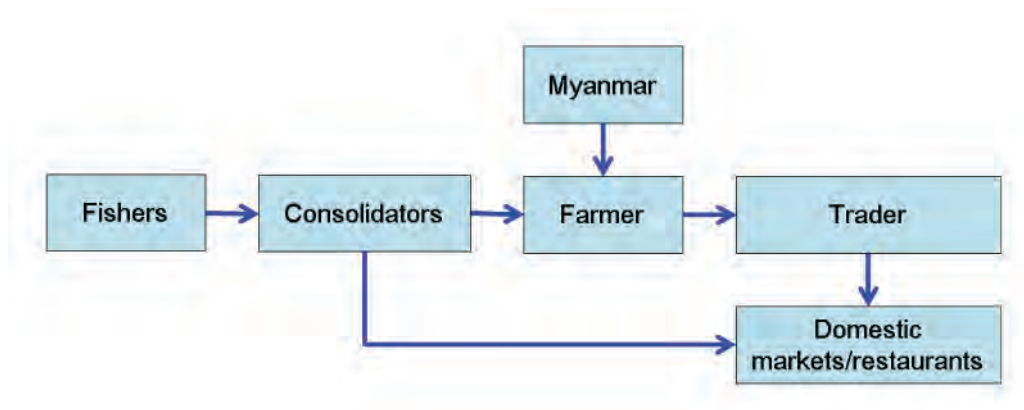 Myanmar
Fishers
Consolidators
Farmer
Trader
Domestic
markets/restaurants